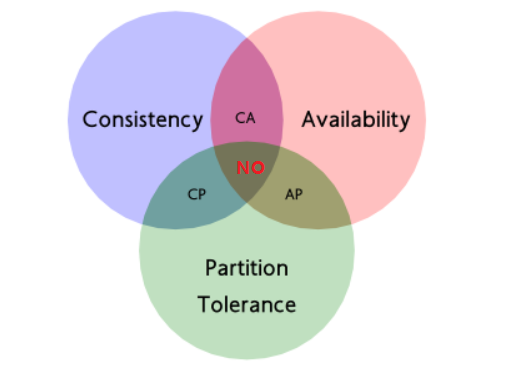 Consistency
CA
Availability
NO
CP
AP
Partition
Tolerance